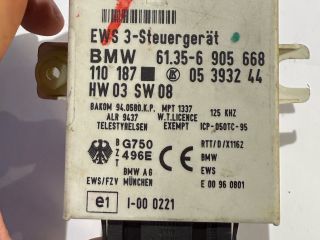 EWS 3-Steuergerät
BMW 61.35-6 905 668
110 187 05 3932 44
HW 03 SW 08
BAKOM 94.0580.K.P. MPT 1337 125 KHZ
ALR 9437 W.T.LICENCE
TELESTYRELSEN EXEMPT ICP-050TC-95
BZT G750 496E RTT/D/X1162
BMW AG BMW
EWS/FZV MÜNCHEN E 00 96 0801
e1 I-00 0221